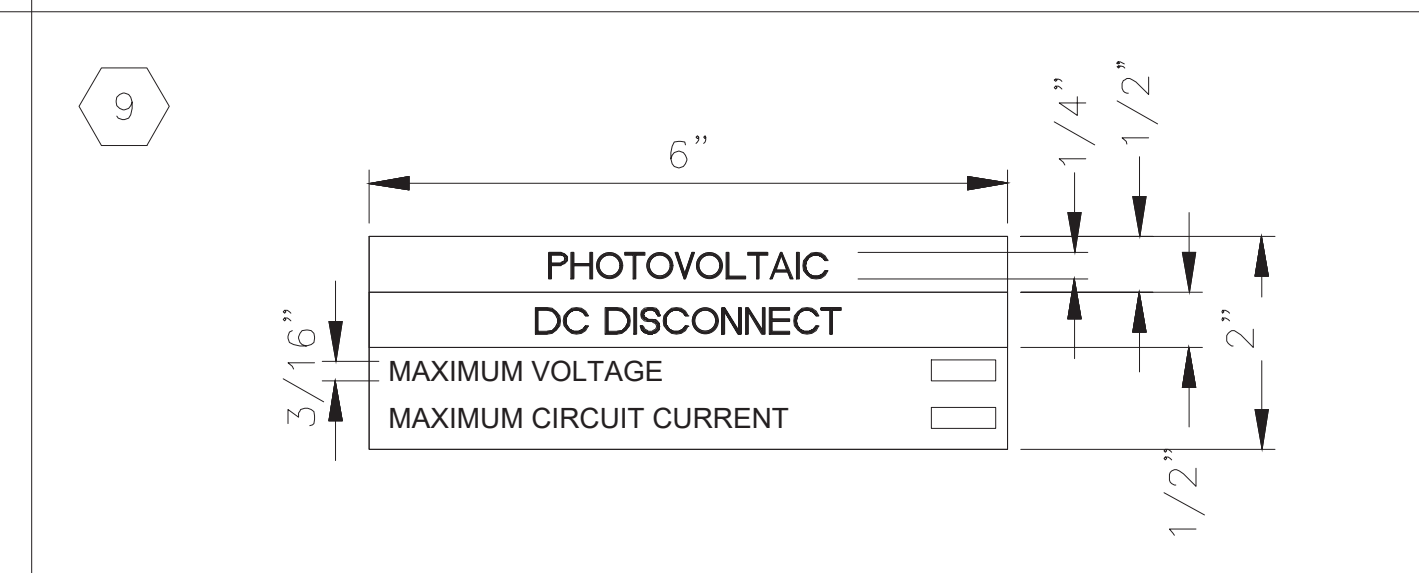 9
6”
1/4”
1/2”
PHOTOVOLTAIC
DC DISCONNECT
3/16”
MAXIMUM VOLTAGE
MAXIMUM CIRCUIT CURRENT
2”
1/2”